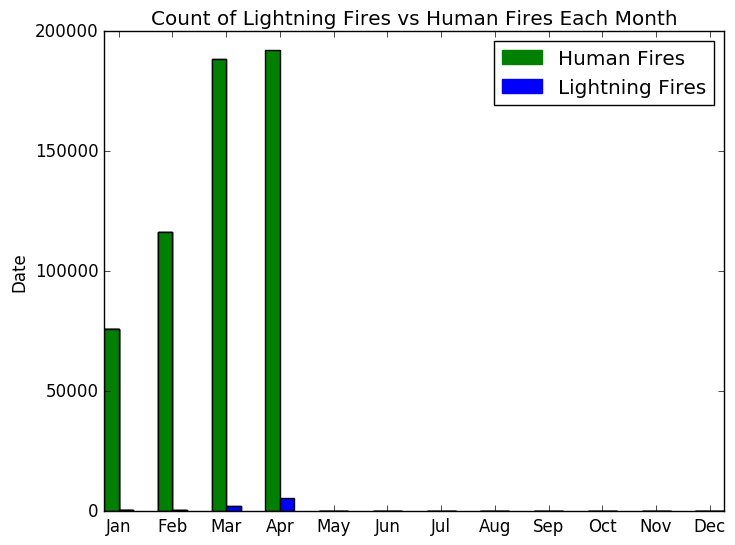 Count of Lightning Fires vs Human Fires Each Month
Human Fires
Lightning Fires
200000
150000
100000
50000
0
Date
Jan Feb Mar Apr May Jun Jul Aug Sep Oct Nov Dec